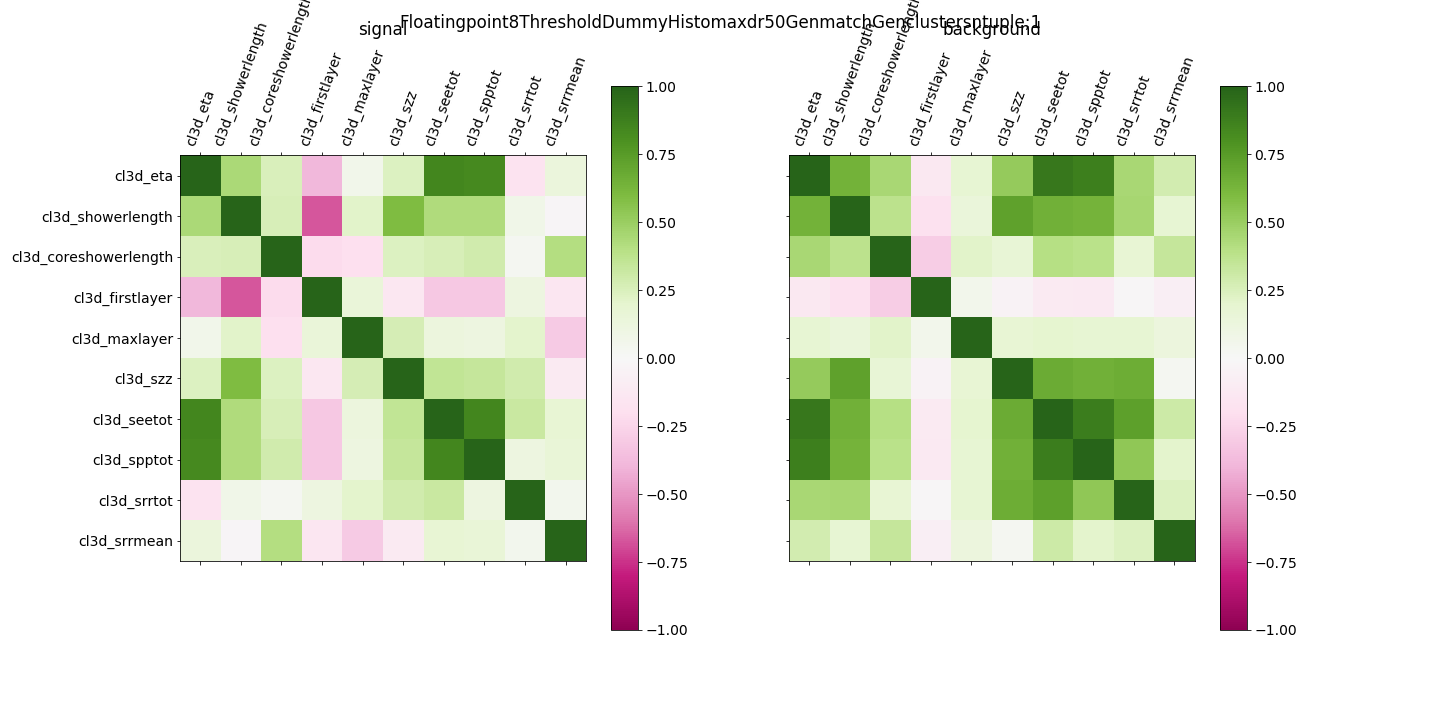 Floatingpoint8ThresholdDummyHistomaxdr50GenmatchGenclustersntuple:1
signal
background
cl3d_eta
cl3d_showerlength
cl3d_coreshowerlength
cl3d_firstlayer
cl3d_maxlayer
cl3d_szz
cl3d_seetot
cl3d_spptot
cl3d_srrtot
cl3d_srrmean
cl3d_eta
cl3d_showerlength
cl3d_coreshowerlength
cl3d_firstlayer
cl3d_maxlayer
cl3d_szz
cl3d_seetot
cl3d_spptot
cl3d_srrtot
cl3d_srrmean
cl3d_eta
cl3d_showerlength
cl3d_coreshowerlength
cl3d_firstlayer
cl3d_maxlayer
cl3d_szz
cl3d_seetot
cl3d_spptot
cl3d_srrtot
cl3d_srrmean
1.00
0.75
0.50
0.25
0.00
−0.25
−0.50
−0.75
−1.00
1.00
0.75
0.50
0.25
0.00
−0.25
−0.50
−0.75
−1.00